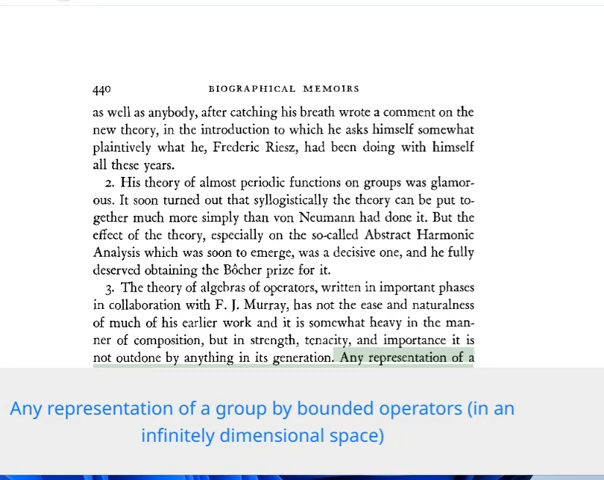 440 BIOGRAPHICAL MEMOIRS
as well as anybody, after catching his breath wrote a comment on the
new theory, in the introduction to which he asks himself somewhat
plaintively what he, Frederic Riesz, had been doing with himself
all these years.
2. His theory of almost periodic functions on groups was glamor-
ous. It soon turned out that syllogistically the theory can be put to-
gether much more simply than von Neumann had done it. But the
effect of the theory, especially on the so-called Abstract Harmonic
Analysis which was soon to emerge, was a decisive one, and he fully
deserved obtaining the Bôcher prize for it.
3. The theory of algebras of operators, written in important phases
in collaboration with F. J. Murray, has not the ease and naturalness
of much of his earlier work and it is somewhat heavy in the man-
ner of composition, but in strength, tenacity, and importance it is
not outdone by anything in its generation. Any representation of a
Any representation of a group by bounded operators (in an
infinitely dimensional space)